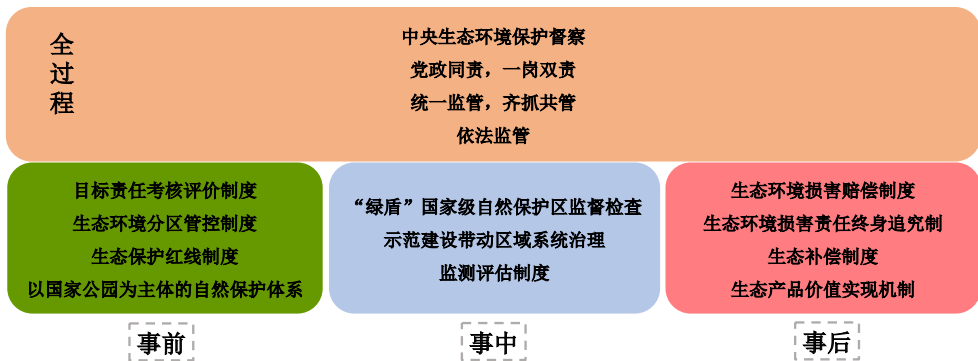 全过程
中央生态环境保护督察
党政同责，一岗双责
统一监管，齐抓共管
依法监管
目标责任考核评价制度
生态环境分区管控制度
生态保护红线制度
以国家公园为主体的自然保护体系
“绿盾”国家级自然保护区监督检查
示范建设带动区域系统治理
监测评估制度
生态环境损害赔偿制度
生态环境损害责任终身追究制
生态补偿制度
生态产品价值实现机制
事前
事中
事后